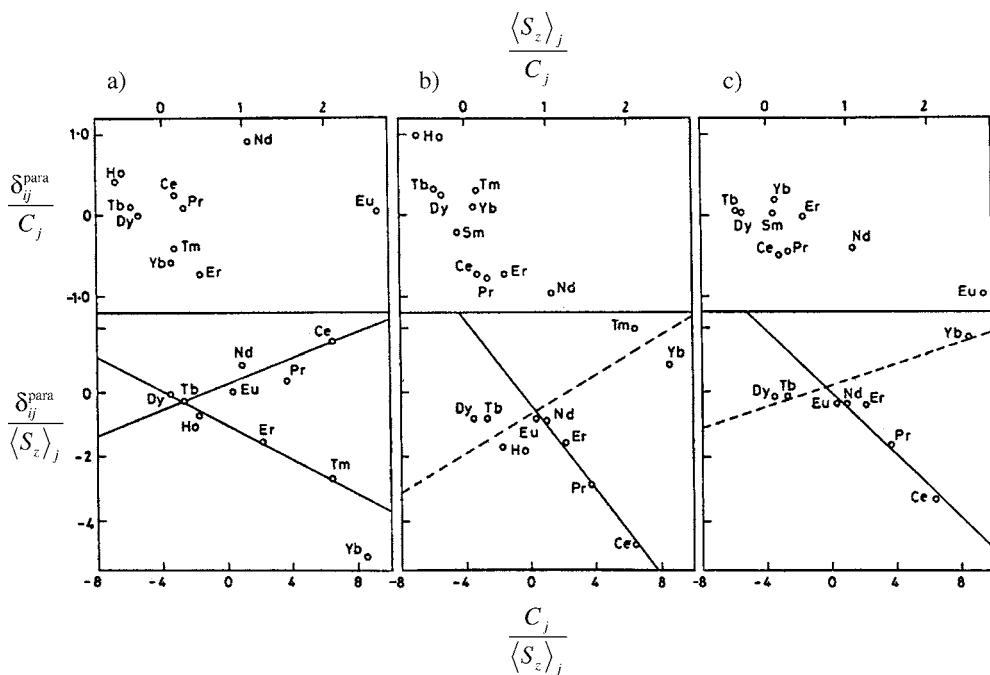 ⟨S_z⟩_j
C_j
a) b) c)
0 1 2 0 1 2 0 1 2
1·0
0
-1·0
δ_ij^para
C_j
Nd
Ho
Ce
Pr
Tb
Dy
Eu
Tm
Yb
Er
Ho
Tb
Dy
Tm
Yb
Sm
Ce
Pr
Er
Nd
Tb
Dy
Yb
Sm
Er
Ce
Pr
Nd
Eu
0
-2
-4
δ_ij^para
⟨S_z⟩_j
Ce
Nd
Pr
Dy
Tb
Eu
Ho
Er
Tm
Yb
Tm
Yb
Dy
Tb
Eu
Nd
Ho
Er
Pr
Ce
Yb
Dy
Tb
Eu
Nd
Er
Pr
Ce
-8 -4 0 4 -8 -4 0 4 -8 -4 0 4 8
C_j
⟨S_z⟩_j